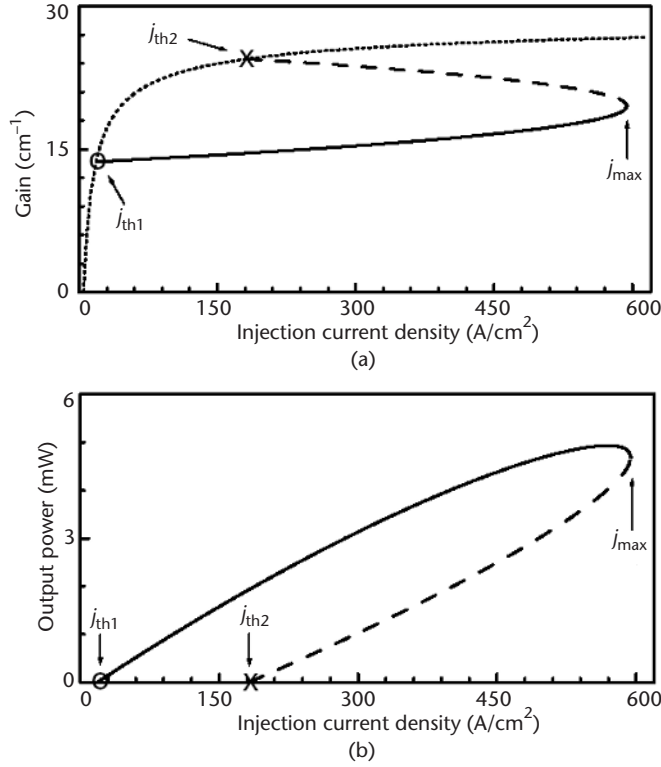 30
j_th2
15
Gain (cm⁻¹)
j_th1
j_max
0
0 150 300 450 600
Injection current density (A/cm²)
(a)
6
Output power (mW)
3
j_max
j_th1 j_th2
0
0 150 300 450 600
Injection current density (A/cm²)
(b)